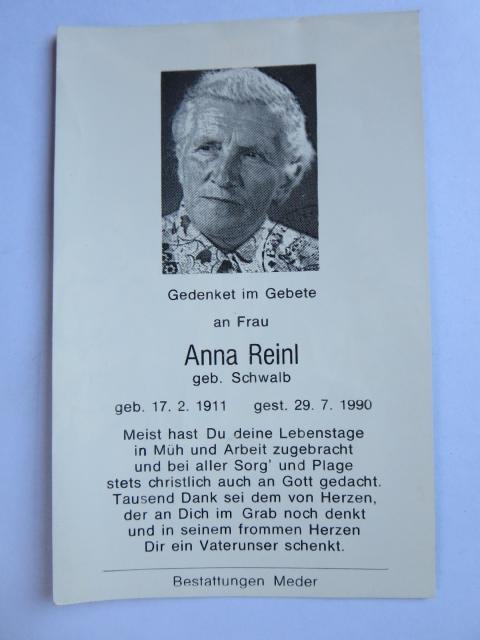 Gedenket im Gebete
an Frau
Anna Reinl
geb. Schwalb
geb. 17. 2. 1911 gest. 29. 7. 1990
Meist hast Du deine Lebenstage
in Müh und Arbeit zugebracht
und bei aller Sorg' und Plage
stets christlich auch an Gott gedacht.
Tausend Dank sei dem von Herzen,
der an Dich im Grab noch denkt
und in seinem frommen Herzen
Dir ein Vaterunser schenkt.
Bestattungen Meder